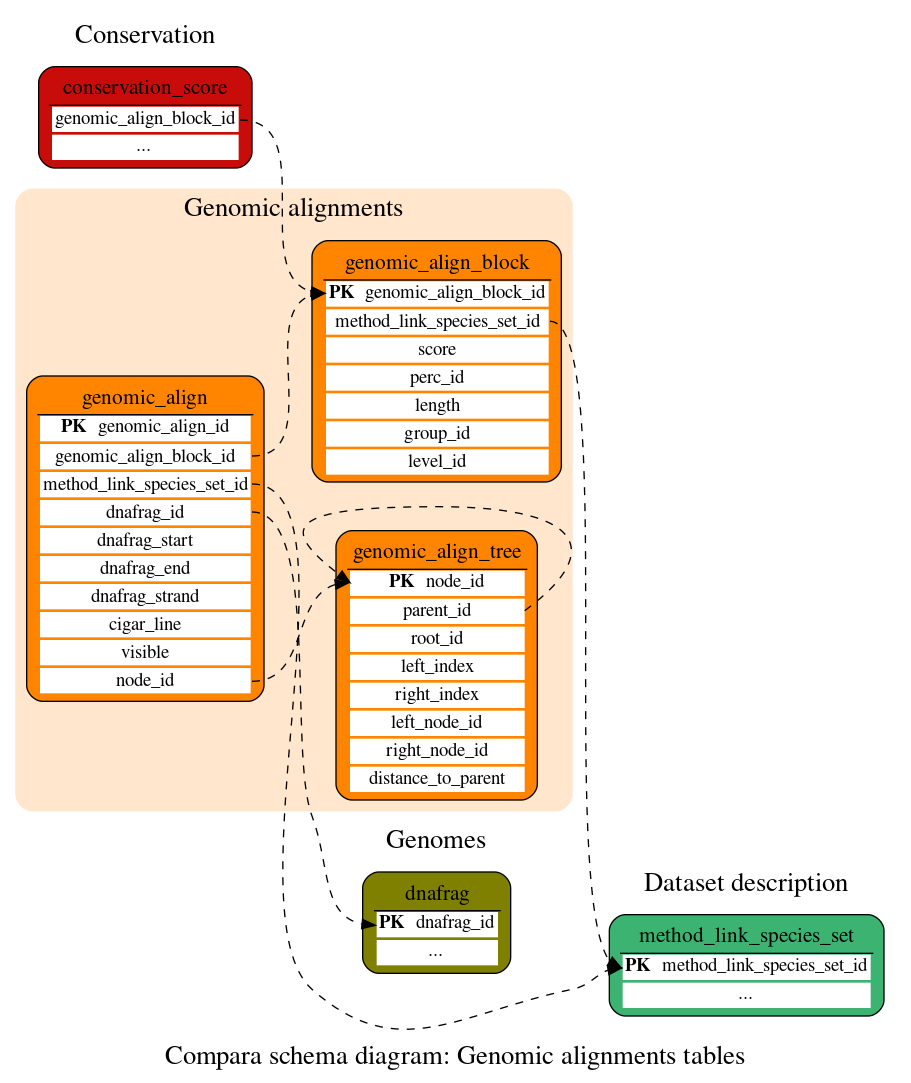 Conservation
conservation_score
genomic_align_block_id
...
Genomic alignments
genomic_align_block
PK genomic_align_block_id
method_link_species_set_id
score
perc_id
length
group_id
level_id
genomic_align
PK genomic_align_id
genomic_align_block_id
method_link_species_set_id
dnafrag_id
dnafrag_start
dnafrag_end
dnafrag_strand
cigar_line
visible
node_id
genomic_align_tree
PK node_id
parent_id
root_id
left_index
right_index
left_node_id
right_node_id
distance_to_parent
Genomes
dnafrag
PK dnafrag_id
...
Dataset description
method_link_species_set
PK method_link_species_set_id
...
Compara schema diagram: Genomic alignments tables